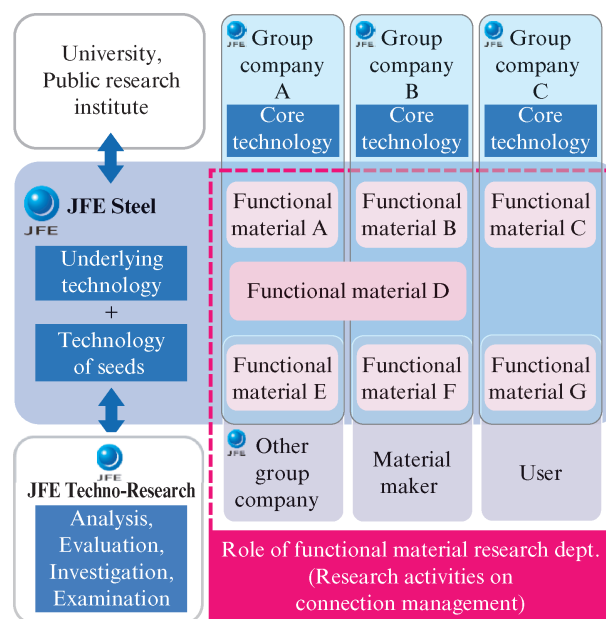 University,
Public research
institute
JFE
Group
company
A
JFE
Group
company
B
JFE
Group
company
C
Core
technology
Core
technology
Core
technology
JFE
JFE Steel
Underlying
technology
+
Technology
of seeds
Functional
material A
Functional
material B
Functional
material C
Functional material D
Functional
material E
Functional
material F
Functional
material G
JFE
Other
group
company
Material
maker
User
JFE
JFE Techno-Research
Analysis,
Evaluation,
Investigation,
Examination
Role of functional material research dept.
(Research activities on
connection management)